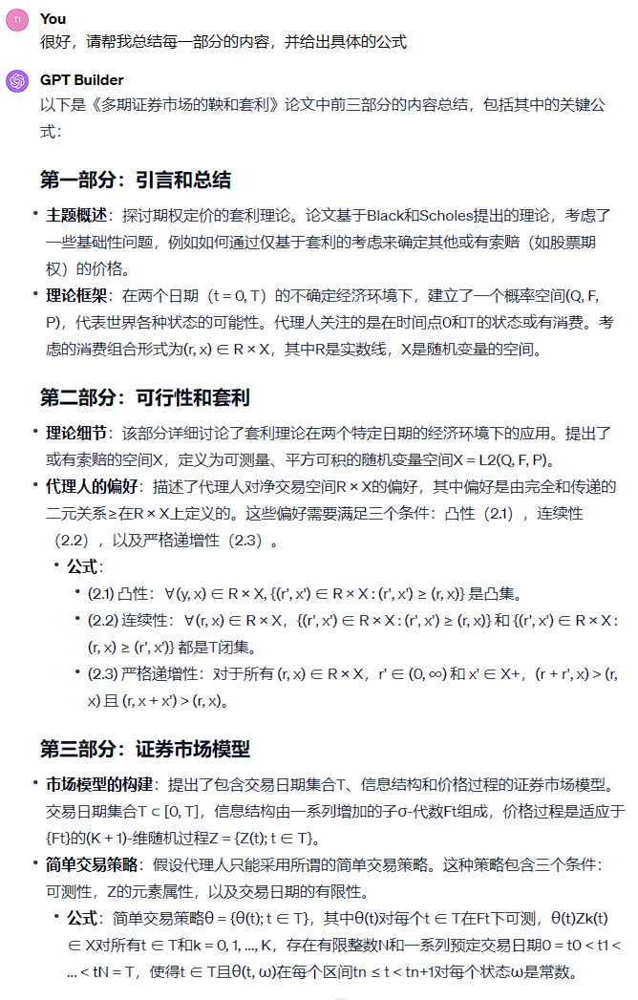 TI
You
很好，请帮我总结每一部分的内容，并给出具体的公式
GPT Builder
以下是《多期证券市场的鞅和套利》论文中前三部分的内容总结，包括其中的关键公
式：
第一部分：引言和总结
• 主题概述：探讨期权定价的套利理论。论文基于Black和Scholes提出的理论，考虑了
一些基础性问题，例如如何通过仅基于套利的考虑来确定其他或有索赔（如股票期
权）的价格。
• 理论框架：在两个日期（t = 0, T）的不确定经济环境下，建立了一个概率空间(Q, F,
P)，代表世界各种状态的可能性。代理人关注的是在时间点0和T的状态或有消费。考
虑的消费组合形式为(r, x) ∈ R × X，其中R是实数线，X是随机变量的空间。
第二部分：可行性和套利
• 理论细节：该部分详细讨论了套利理论在两个特定日期的经济环境下的应用。提出了
或有索赔的空间X，定义为可测量、平方可积的随机变量空间X = L2(Q, F, P)。
• 代理人的偏好：描述了代理人对净交易空间R × X的偏好，其中偏好是由完全和传递的
二元关系≥在R × X上定义的。这些偏好需要满足三个条件：凸性（2.1），连续性
（2.2），以及严格递增性（2.3）。
• 公式：
• (2.1) 凸性：∀(y, x) ∈ R × X, {(r', x') ∈ R × X : (r', x') ≥ (r, x)} 是凸集。
• (2.2) 连续性：∀(r, x) ∈ R × X，{(r', x') ∈ R × X : (r', x') ≥ (r, x)} 和 {(r', x') ∈ R × X :
(r, x) ≥ (r', x')} 都是T闭集。
• (2.3) 严格递增性：对于所有 (r, x) ∈ R × X，r' ∈ (0, ∞) 和 x' ∈ X+，(r + r', x) > (r,
x) 且 (r, x + x') > (r, x)。
第三部分：证券市场模型
• 市场模型的构建：提出了包含交易日期集合T、信息结构和价格过程的证券市场模型。
交易日期集合T ⊂ [0, T]，信息结构由一系列增加的子σ-代数Ft组成，价格过程是适应于
{Ft}的(K + 1)-维随机过程Z = {Z(t); t ∈ T}。
• 简单交易策略：假设代理人只能采用所谓的简单交易策略。这种策略包含三个条件：
可测性，Z的元素属性，以及交易日期的有限性。
• 公式：简单交易策略θ = {θ(t); t ∈ T}，其中θ(t)对每个t ∈ T在Ft下可测，θ(t)Zk(t)
∈ X对所有t ∈ T和k = 0, 1, ..., K，存在有限整数N和一系列预定交易日期0 = t0 < t1 <
... < tN = T，使得t ∈ T且θ(t, ω)在每个区间tn ≤ t < tn+1对每个状态ω是常数。